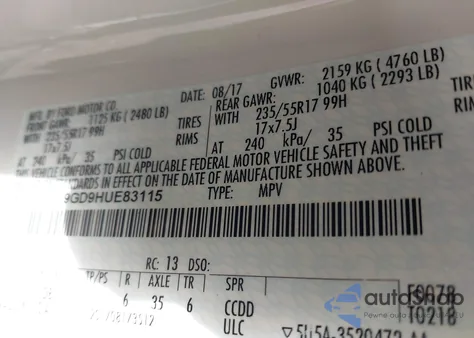 MFD. BY FORD MOTOR CO.
DATE: 08/17 GVWR: 2159 KG ( 4760 LB)
FRONT GAWR: 1125 KG ( 2480 LB)
REAR GAWR: 1040 KG ( 2293 LB)
235/55R17 99H TIRES WITH 235/55R17 99H
17x7.5J RIMS 17x7.5J
AT 240 kPa/ 35 PSI COLD AT 240 kPa/ 35 PSI COLD
THIS VEHICLE CONFORMS TO ALL APPLICABLE FEDERAL MOTOR VEHICLE SAFETY AND THEFT
STANDARDS IN EFFECT ON THE DATE OF MANUFACTURE SHOWN ABOVE.
9GD9HUE83115 TYPE: MPV
RC: 13 DSO:
TP/PS R AXLE TR SPR
6 35 6 CCDD
ULC
autoShop